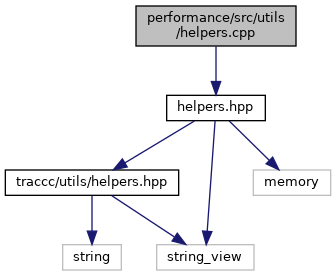 performance/src/utils
/helpers.cpp
helpers.hpp
traccc/utils/helpers.hpp
memory
string
string_view